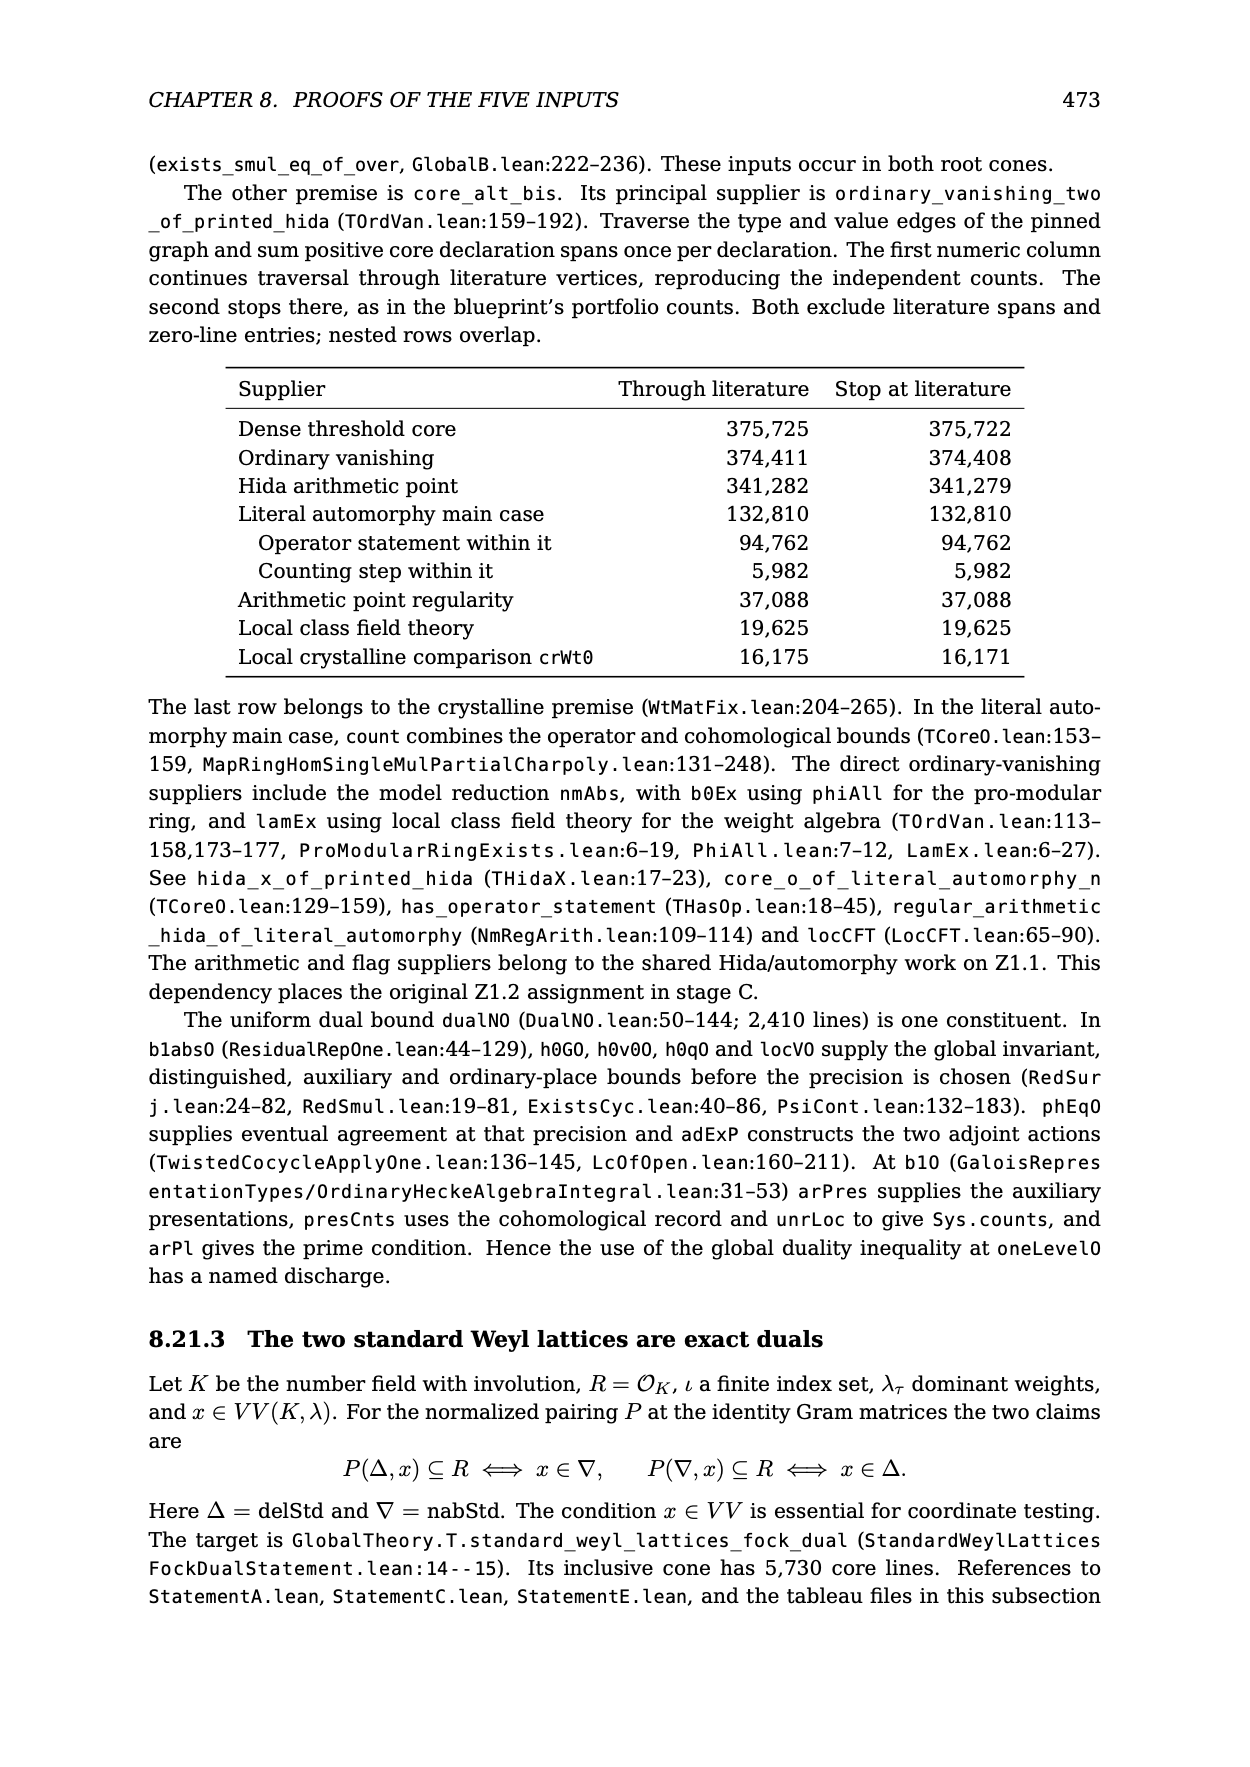 CHAPTER 8. PROOFS OF THE FIVE INPUTS 473
(exists_smul_eq_of_over, GlobalB.lean:222–236). These inputs occur in both root cones.
The other premise is core_alt_bis. Its principal supplier is ordinary_vanishing_two
_of_printed_hida (TOrdVan.lean:159–192). Traverse the type and value edges of the pinned
graph and sum positive core declaration spans once per declaration. The first numeric column
continues traversal through literature vertices, reproducing the independent counts. The
second stops there, as in the blueprint’s portfolio counts. Both exclude literature spans and
zero-line entries; nested rows overlap.
Supplier Through literature Stop at literature
Dense threshold core 375,725 375,722
Ordinary vanishing 374,411 374,408
Hida arithmetic point 341,282 341,279
Literal automorphy main case 132,810 132,810
Operator statement within it 94,762 94,762
Counting step within it 5,982 5,982
Arithmetic point regularity 37,088 37,088
Local class field theory 19,625 19,625
Local crystalline comparison crWt0 16,175 16,171
The last row belongs to the crystalline premise (WtMatFix.lean:204–265). In the literal auto-
morphy main case, count combines the operator and cohomological bounds (TCoreO.lean:153–
159, MapRingHomSingleMulPartialCharpoly.lean:131–248). The direct ordinary-vanishing
suppliers include the model reduction nmAbs, with b0Ex using phiAll for the pro-modular
ring, and lamEx using local class field theory for the weight algebra (TOrdVan.lean:113–
158,173–177, ProModularRingExists.lean:6–19, PhiAll.lean:7–12, LamEx.lean:6–27).
See hida_x_of_printed_hida (THidaX.lean:17–23), core_o_of_literal_automorphy_n
(TCoreO.lean:129–159), has_operator_statement (THasOp.lean:18–45), regular_arithmetic
_hida_of_literal_automorphy (NmRegArith.lean:109–114) and locCFT (LocCFT.lean:65–90).
The arithmetic and flag suppliers belong to the shared Hida/automorphy work on Z1.1. This
dependency places the original Z1.2 assignment in stage C.
The uniform dual bound dualNO (DualNO.lean:50–144; 2,410 lines) is one constituent. In
b1absO (ResidualRepOne.lean:44–129), h0GO, h0v0O, h0qO and locVO supply the global invariant,
distinguished, auxiliary and ordinary-place bounds before the precision is chosen (RedSur
j.lean:24–82, RedSmul.lean:19–81, ExistsCyc.lean:40–86, PsiCont.lean:132–183). phEqO
supplies eventual agreement at that precision and adExP constructs the two adjoint actions
(TwistedCocycleApplyOne.lean:136–145, LcOfOpen.lean:160–211). At b1O (GaloisRepres
entationTypes/OrdinaryHeckeAlgebraIntegral.lean:31–53) arPres supplies the auxiliary
presentations, presCnts uses the cohomological record and unrLoc to give Sys.counts, and
arPl gives the prime condition. Hence the use of the global duality inequality at oneLevelO
has a named discharge.
8.21.3 The two standard Weyl lattices are exact duals
Let K be the number field with involution, R = 𝒪_K, ι a finite index set, λ_τ dominant weights,
and x ∈ VV(K, λ). For the normalized pairing P at the identity Gram matrices the two claims
are
P(Δ, x) ⊆ R ⟺ x ∈ ∇, P(∇, x) ⊆ R ⟺ x ∈ Δ.
Here Δ = delStd and ∇ = nabStd. The condition x ∈ VV is essential for coordinate testing.
The target is GlobalTheory.T.standard_weyl_lattices_fock_dual (StandardWeylLattices
FockDualStatement.lean:14--15). Its inclusive cone has 5,730 core lines. References to
StatementA.lean, StatementC.lean, StatementE.lean, and the tableau files in this subsection